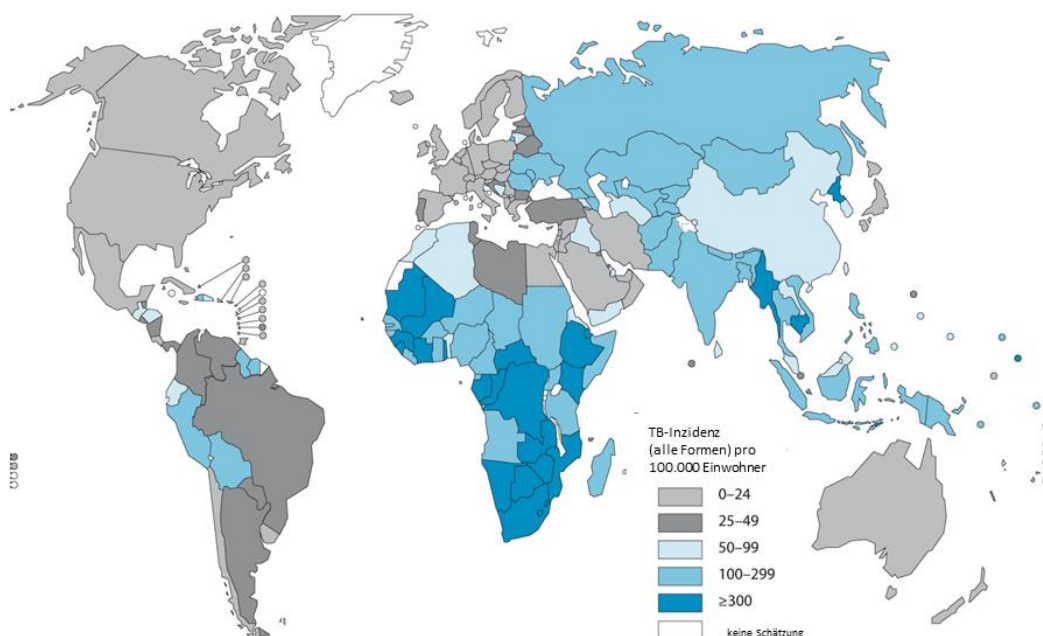 TB-Inzidenz
(alle Formen) pro
100.000 Einwohner
0–24
25–49
50–99
100–299
≥300
keine Schätzung